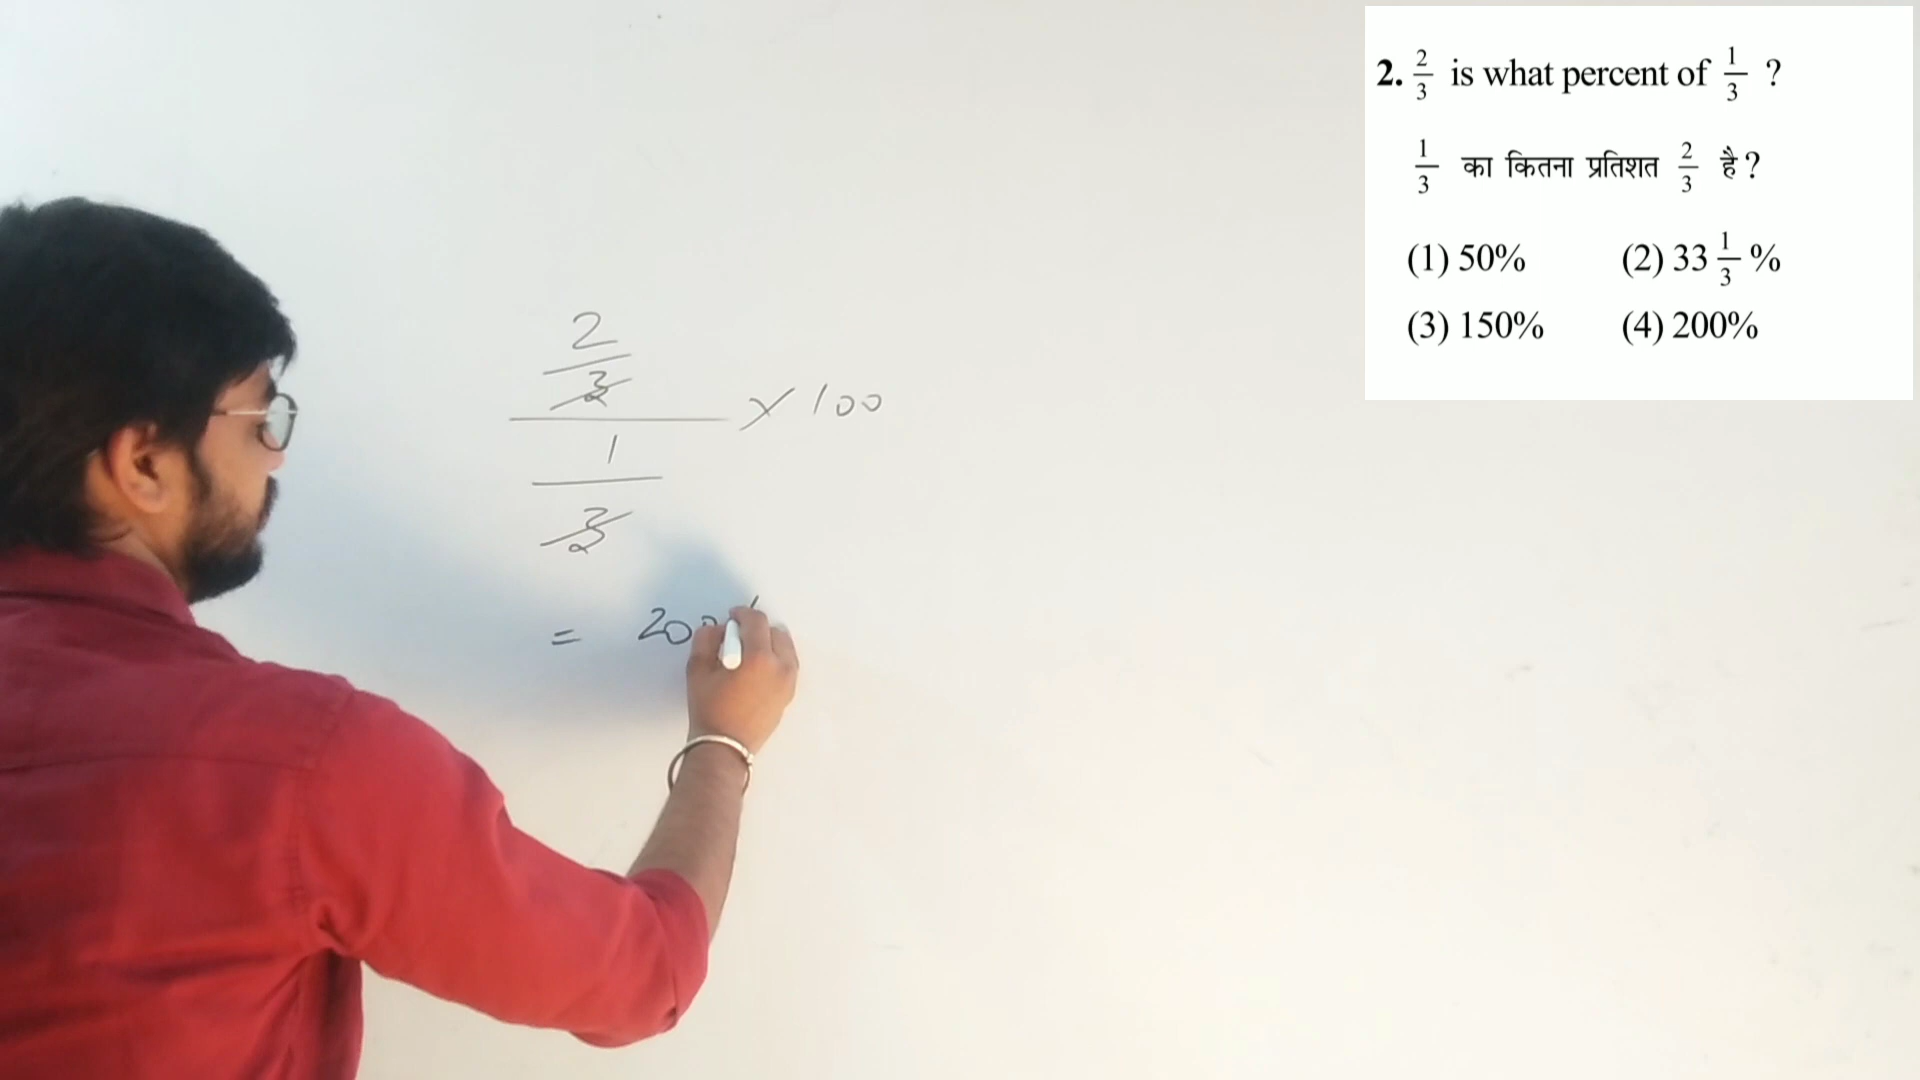 2. 2/3 is what percent of 1/3 ?
1/3 का कितना प्रतिशत 2/3 है?
(1) 50% (2) 33 1/3 %
(3) 150% (4) 200%
2
3
× 100
1
3
= 200